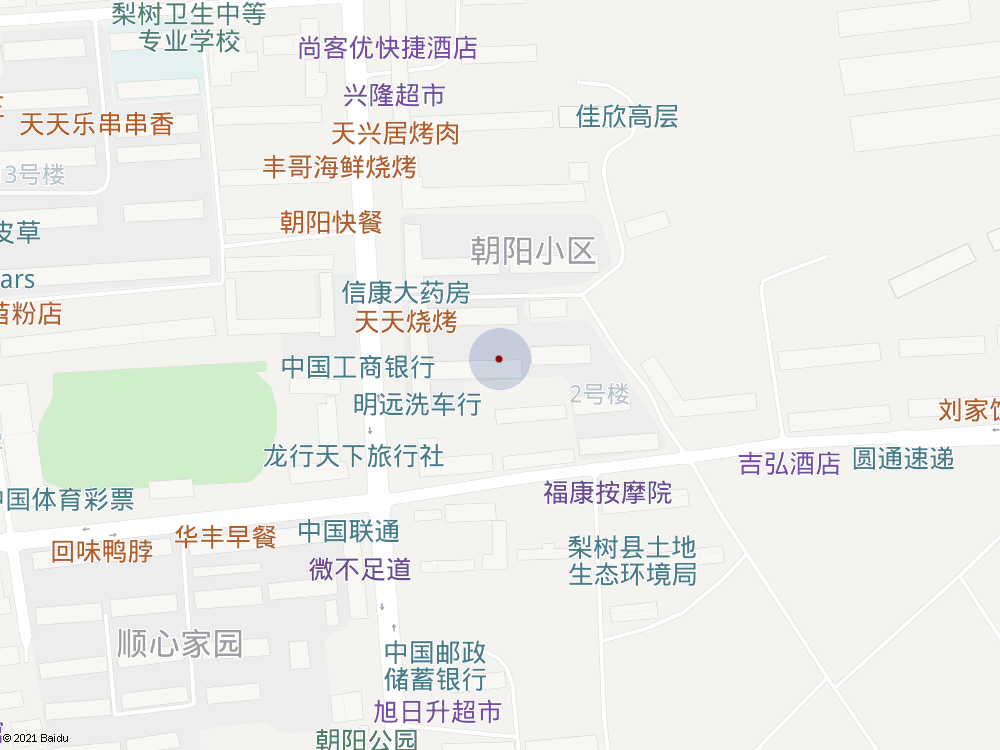 梨树卫生中等
专业学校
尚客优快捷酒店
兴隆超市
佳欣高层
天天乐串串香
天兴居烤肉
丰哥海鲜烧烤
3号楼
朝阳快餐
皮草
朝阳小区
ars
信康大药房
粉店
天天烧烤
中国工商银行
2号楼
明远洗车行
刘家饭
龙行天下旅行社
吉弘酒店
圆通速递
福康按摩院
中国体育彩票
华丰早餐
中国联通
回味鸭脖
梨树县土地
生态环境局
微不足道
顺心家园
中国邮政
储蓄银行
旭日升超市
朝阳公园
© 2021 Baidu